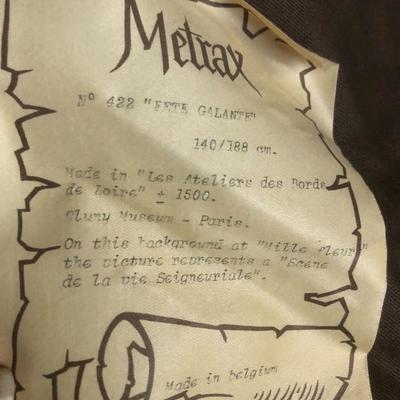 Metrax
N° 422 "FETE GALANTE"
140/188 cm.
Made in "Les Ateliers des Bords
de Loire" ± 1500.
Cluny Museum - Paris.
On this background at "Mille fleurs"
the picture represents a "Scene
de la vie Seigneuriale".
Made in belgium